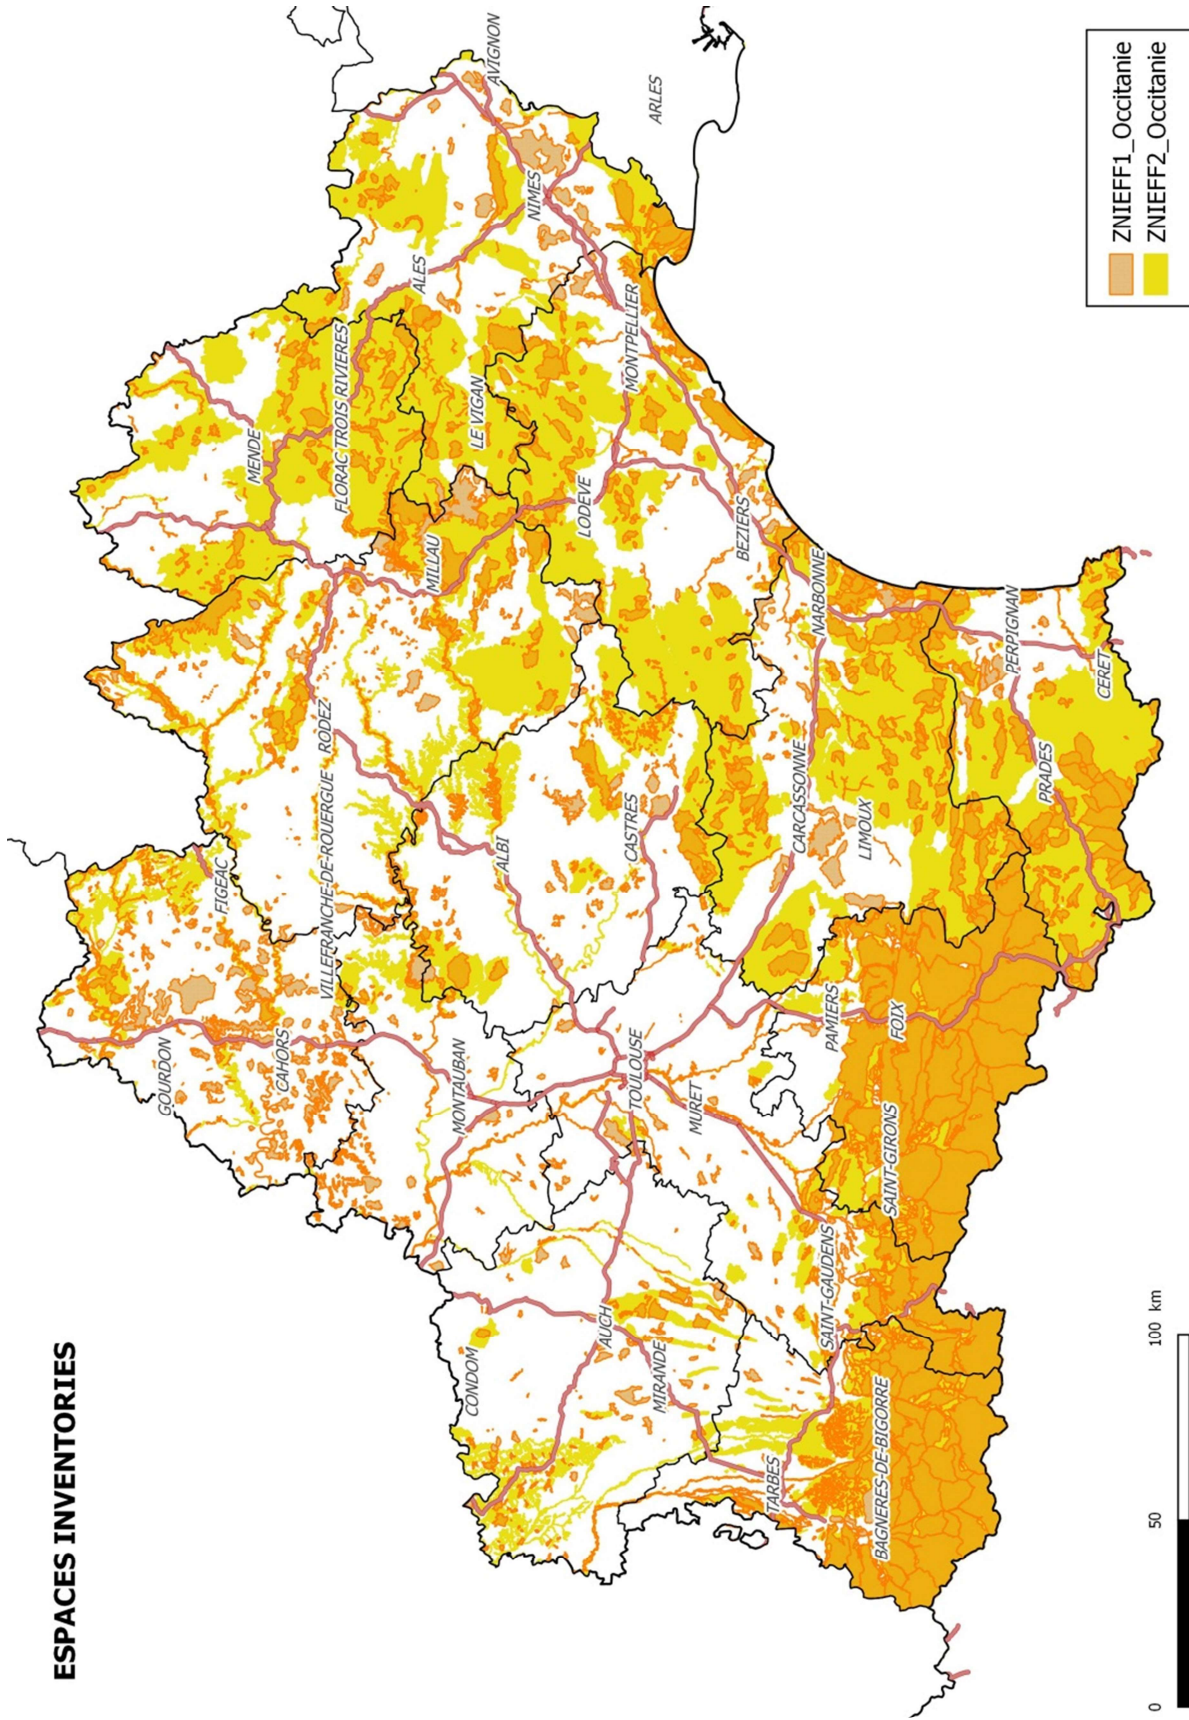 ESPACES INVENTORIES
GOURDON
FIGEAC
CAHORS
MENDE
VILLEFRANCHE-DE-ROUERGUE
RODEZ
FLORAC TROIS RIVIERES
ALES
MONTAUBAN
MILLAU
CONDOM
LE VIGAN
AVIGNON
ALBI
NIMES
LODEVE
AUCH
TOULOUSE
CASTRES
MONTPELLIER
ARLES
MIRANDE
MURET
BEZIERS
TARBES
CARCASSONNE
NARBONNE
SAINT-GAUDENS
PAMIERS
LIMOUX
BAGNERES-DE-BIGORRE
SAINT-GIRONS
FOIX
PERPIGNAN
PRADES
CERET
ZNIEFF1_Occitanie
ZNIEFF2_Occitanie
0 50 100 km